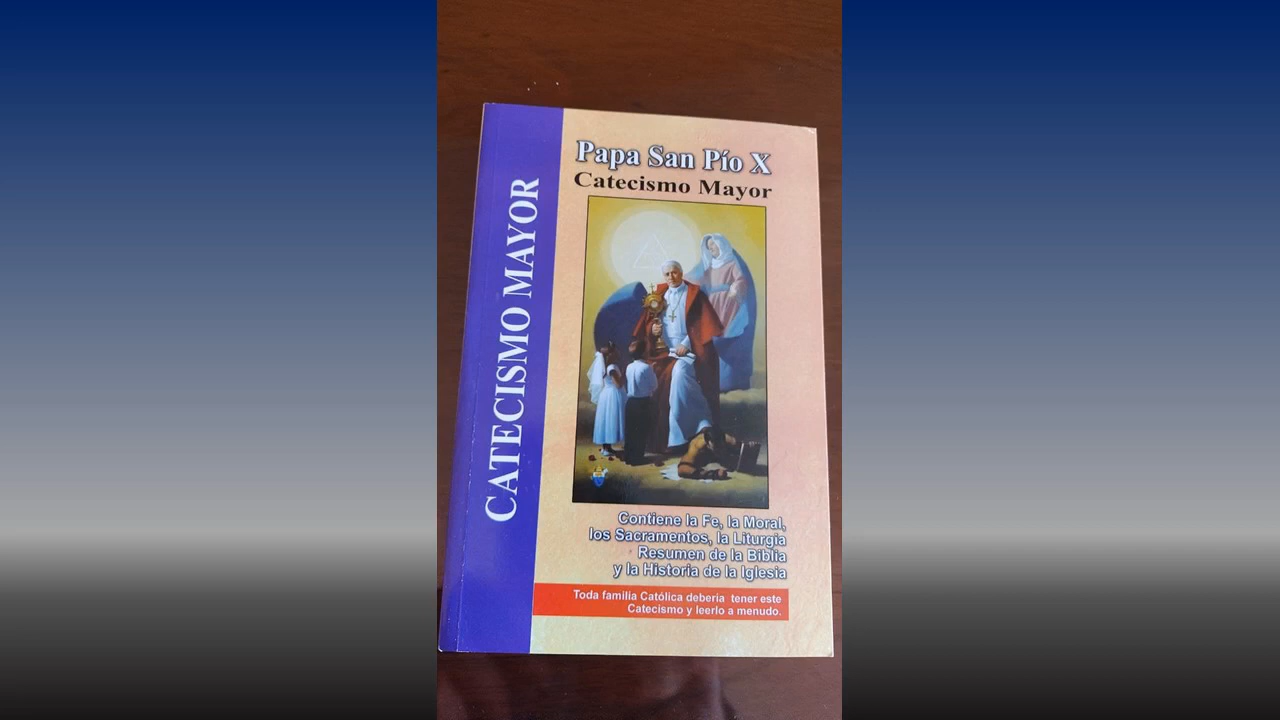 CATECISMO MAYOR
Papa San Pío X
Catecismo Mayor
Contiene la Fe, la Moral,
los Sacramentos, la Liturgia
Resumen de la Biblia
y la Historia de la Iglesia
Toda familia Católica deberia tener este
Catecismo y leerlo a menudo.